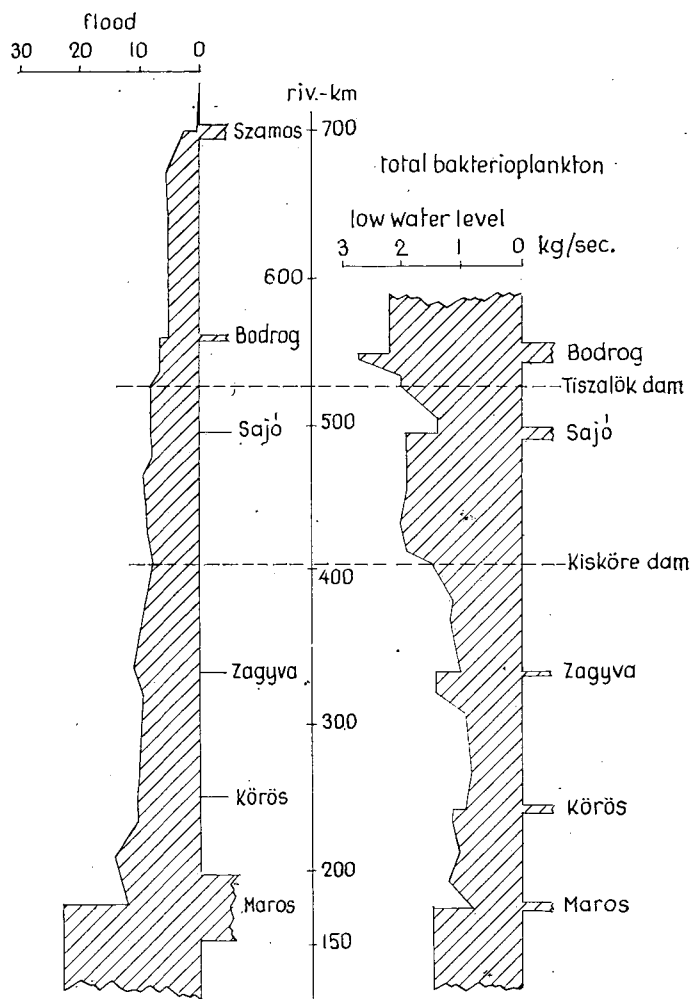 flood
30 20 10 0
riv.-km
Szamos 700
total bakterioplankton
low water level
3 2 1 0 kg/sec.
600
Bodrog
Bodrog
Tiszalök dam
Sajó
500
Sajó
Kisköre dam
400
Zagyva
Zagyva
300
Körös
Körös
200
Maros
Maros
150